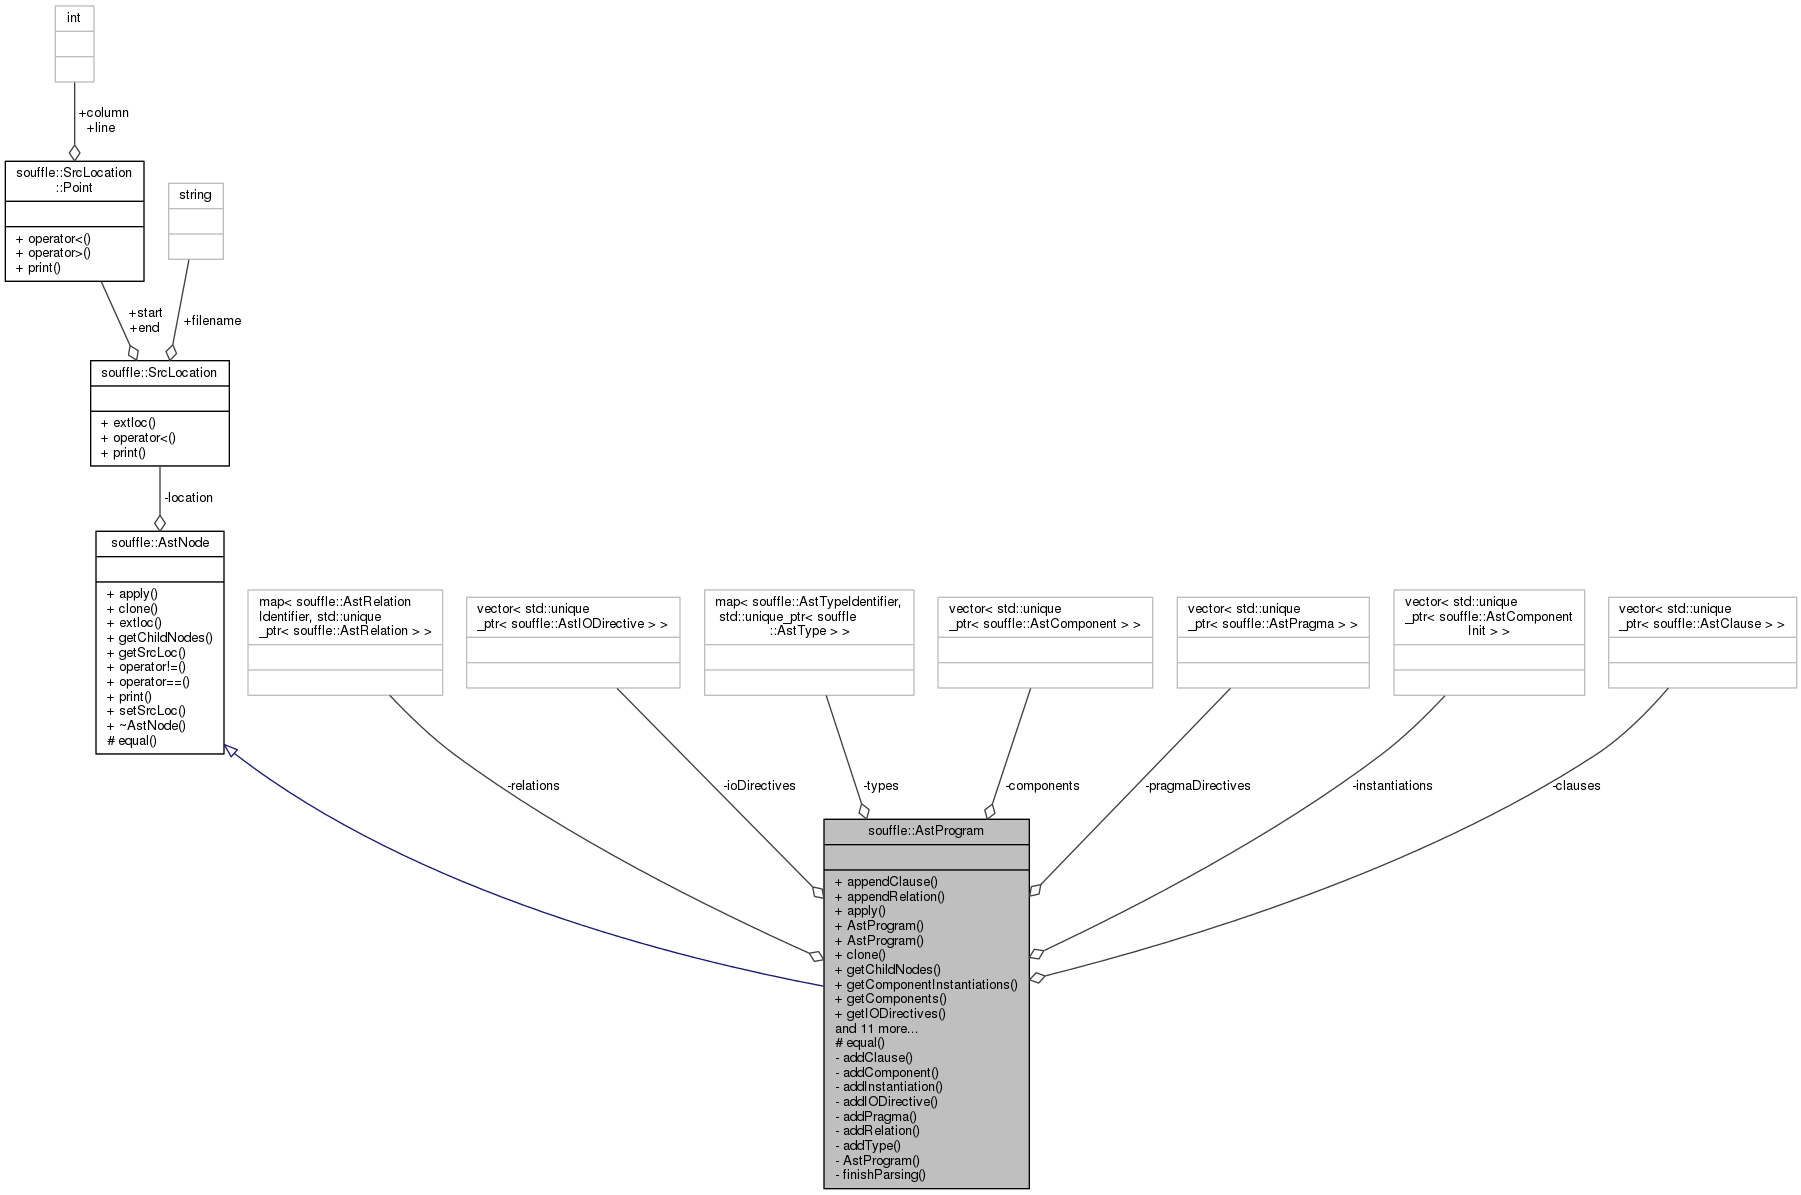 int
+column
+line
souffle::SrcLocation
::Point
+ operator<()
+ operator>()
+ print()
string
+start
+end
+filename
souffle::SrcLocation
+ extloc()
+ operator<()
+ print()
-location
souffle::AstNode
+ apply()
+ clone()
+ extloc()
+ getChildNodes()
+ getSrcLoc()
+ operator!=()
+ operator==()
+ print()
+ setSrcLoc()
+ ~AstNode()
# equal()
map< souffle::AstRelation
Identifier, std::unique
_ptr< souffle::AstRelation > >
vector< std::unique
_ptr< souffle::AstIODirective > >
map< souffle::AstTypeIdentifier,
std::unique_ptr< souffle
::AstType > >
vector< std::unique
_ptr< souffle::AstComponent > >
vector< std::unique
_ptr< souffle::AstPragma > >
vector< std::unique
_ptr< souffle::AstComponent
Init > >
vector< std::unique
_ptr< souffle::AstClause > >
-relations
-ioDirectives
-types
-components
-pragmaDirectives
-instantiations
-clauses
souffle::AstProgram
+ appendClause()
+ appendRelation()
+ apply()
+ AstProgram()
+ AstProgram()
+ clone()
+ getChildNodes()
+ getComponentInstantiations()
+ getComponents()
+ getIODirectives()
and 11 more...
# equal()
- addClause()
- addComponent()
- addInstantiation()
- addIODirective()
- addPragma()
- addRelation()
- addType()
- AstProgram()
- finishParsing()